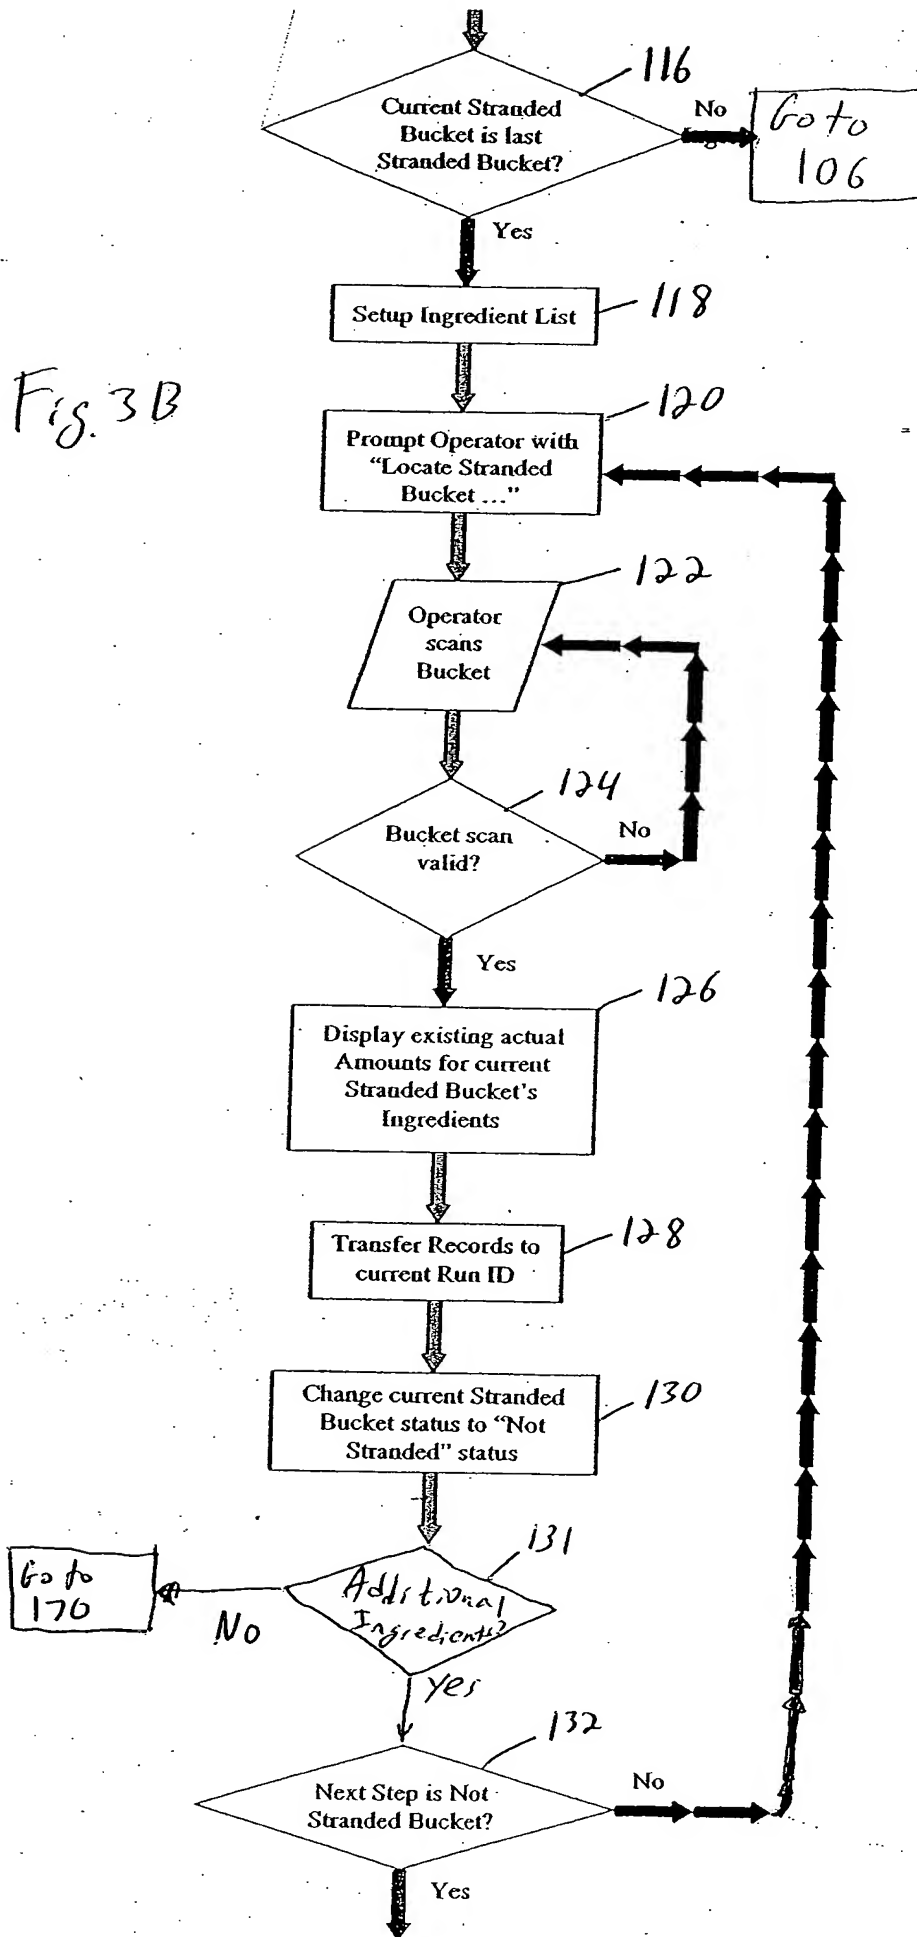 116
Current Stranded
Bucket is last
Stranded Bucket?
No
Go to
106
Yes
Setup Ingredient List
118
Fig. 3B
120
Prompt Operator with
“Locate Stranded
Bucket ...”
122
Operator
scans
Bucket
124
Bucket scan
valid?
No
Yes
126
Display existing actual
Amounts for current
Stranded Bucket's
Ingredients
128
Transfer Records to
current Run ID
130
Change current Stranded
Bucket status to “Not
Stranded” status
131
Additional
Ingredients?
Go to
170
No
Yes
132
Next Step is Not
Stranded Bucket?
No
Yes